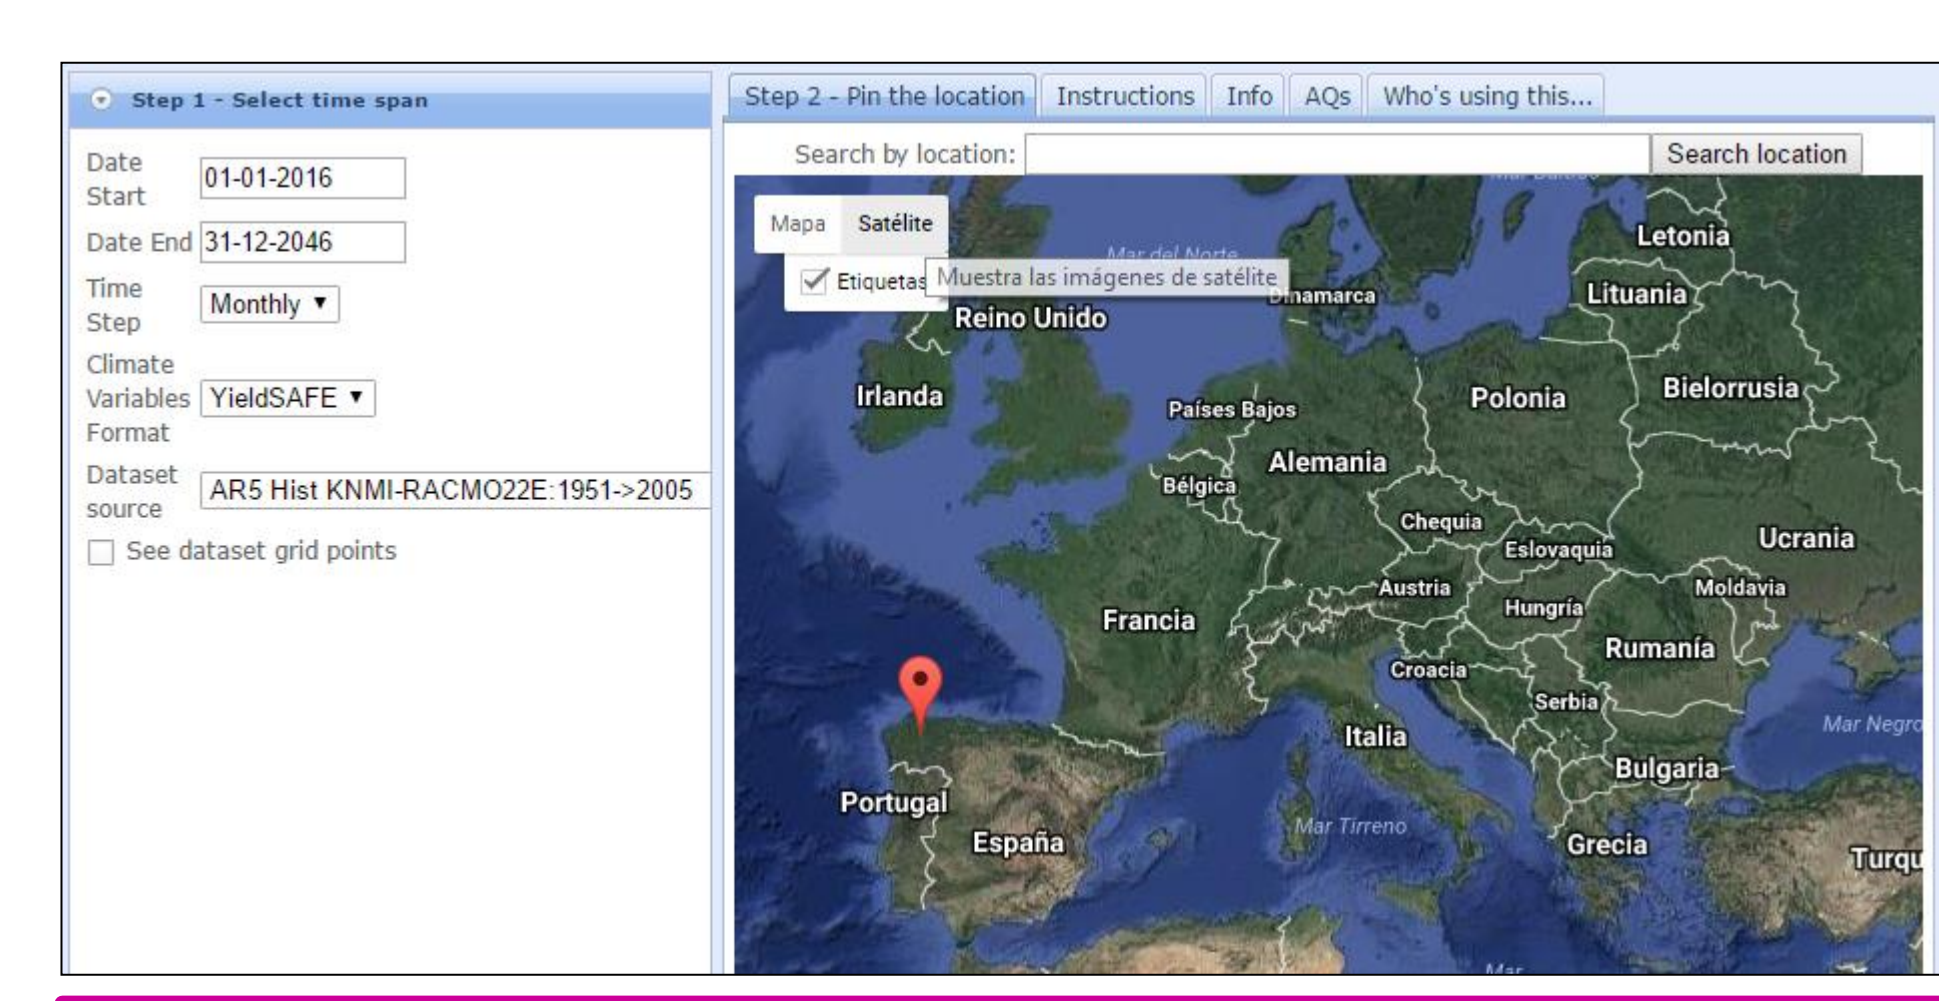 Step 1 - Select time span
Date
Start
01-01-2016
Date End
31-12-2046
Time
Step
Monthly
Climate
Variables
Format
YieldSAFE
Dataset
source
AR5 Hist KNMI-RACMO22E:1951->2005
See dataset grid points
Step 2 - Pin the location
Instructions
Info
AQs
Who's using this...
Search by location:
Search location
Mapa
Satélite
Etiquetas
Muestra las imágenes de satélite
Mar del Norte
Letonia
Lituania
Dinamarca
Reino Unido
Irlanda
Países Bajos
Polonia
Bielorrusia
Alemania
Bélgica
Chequia
Eslovaquia
Ucrania
Austria
Hungría
Moldavia
Francia
Rumanía
Croacia
Serbia
Italia
Mar Negro
Bulgaria
Portugal
España
Mar Tirreno
Grecia
Turqu
Mar